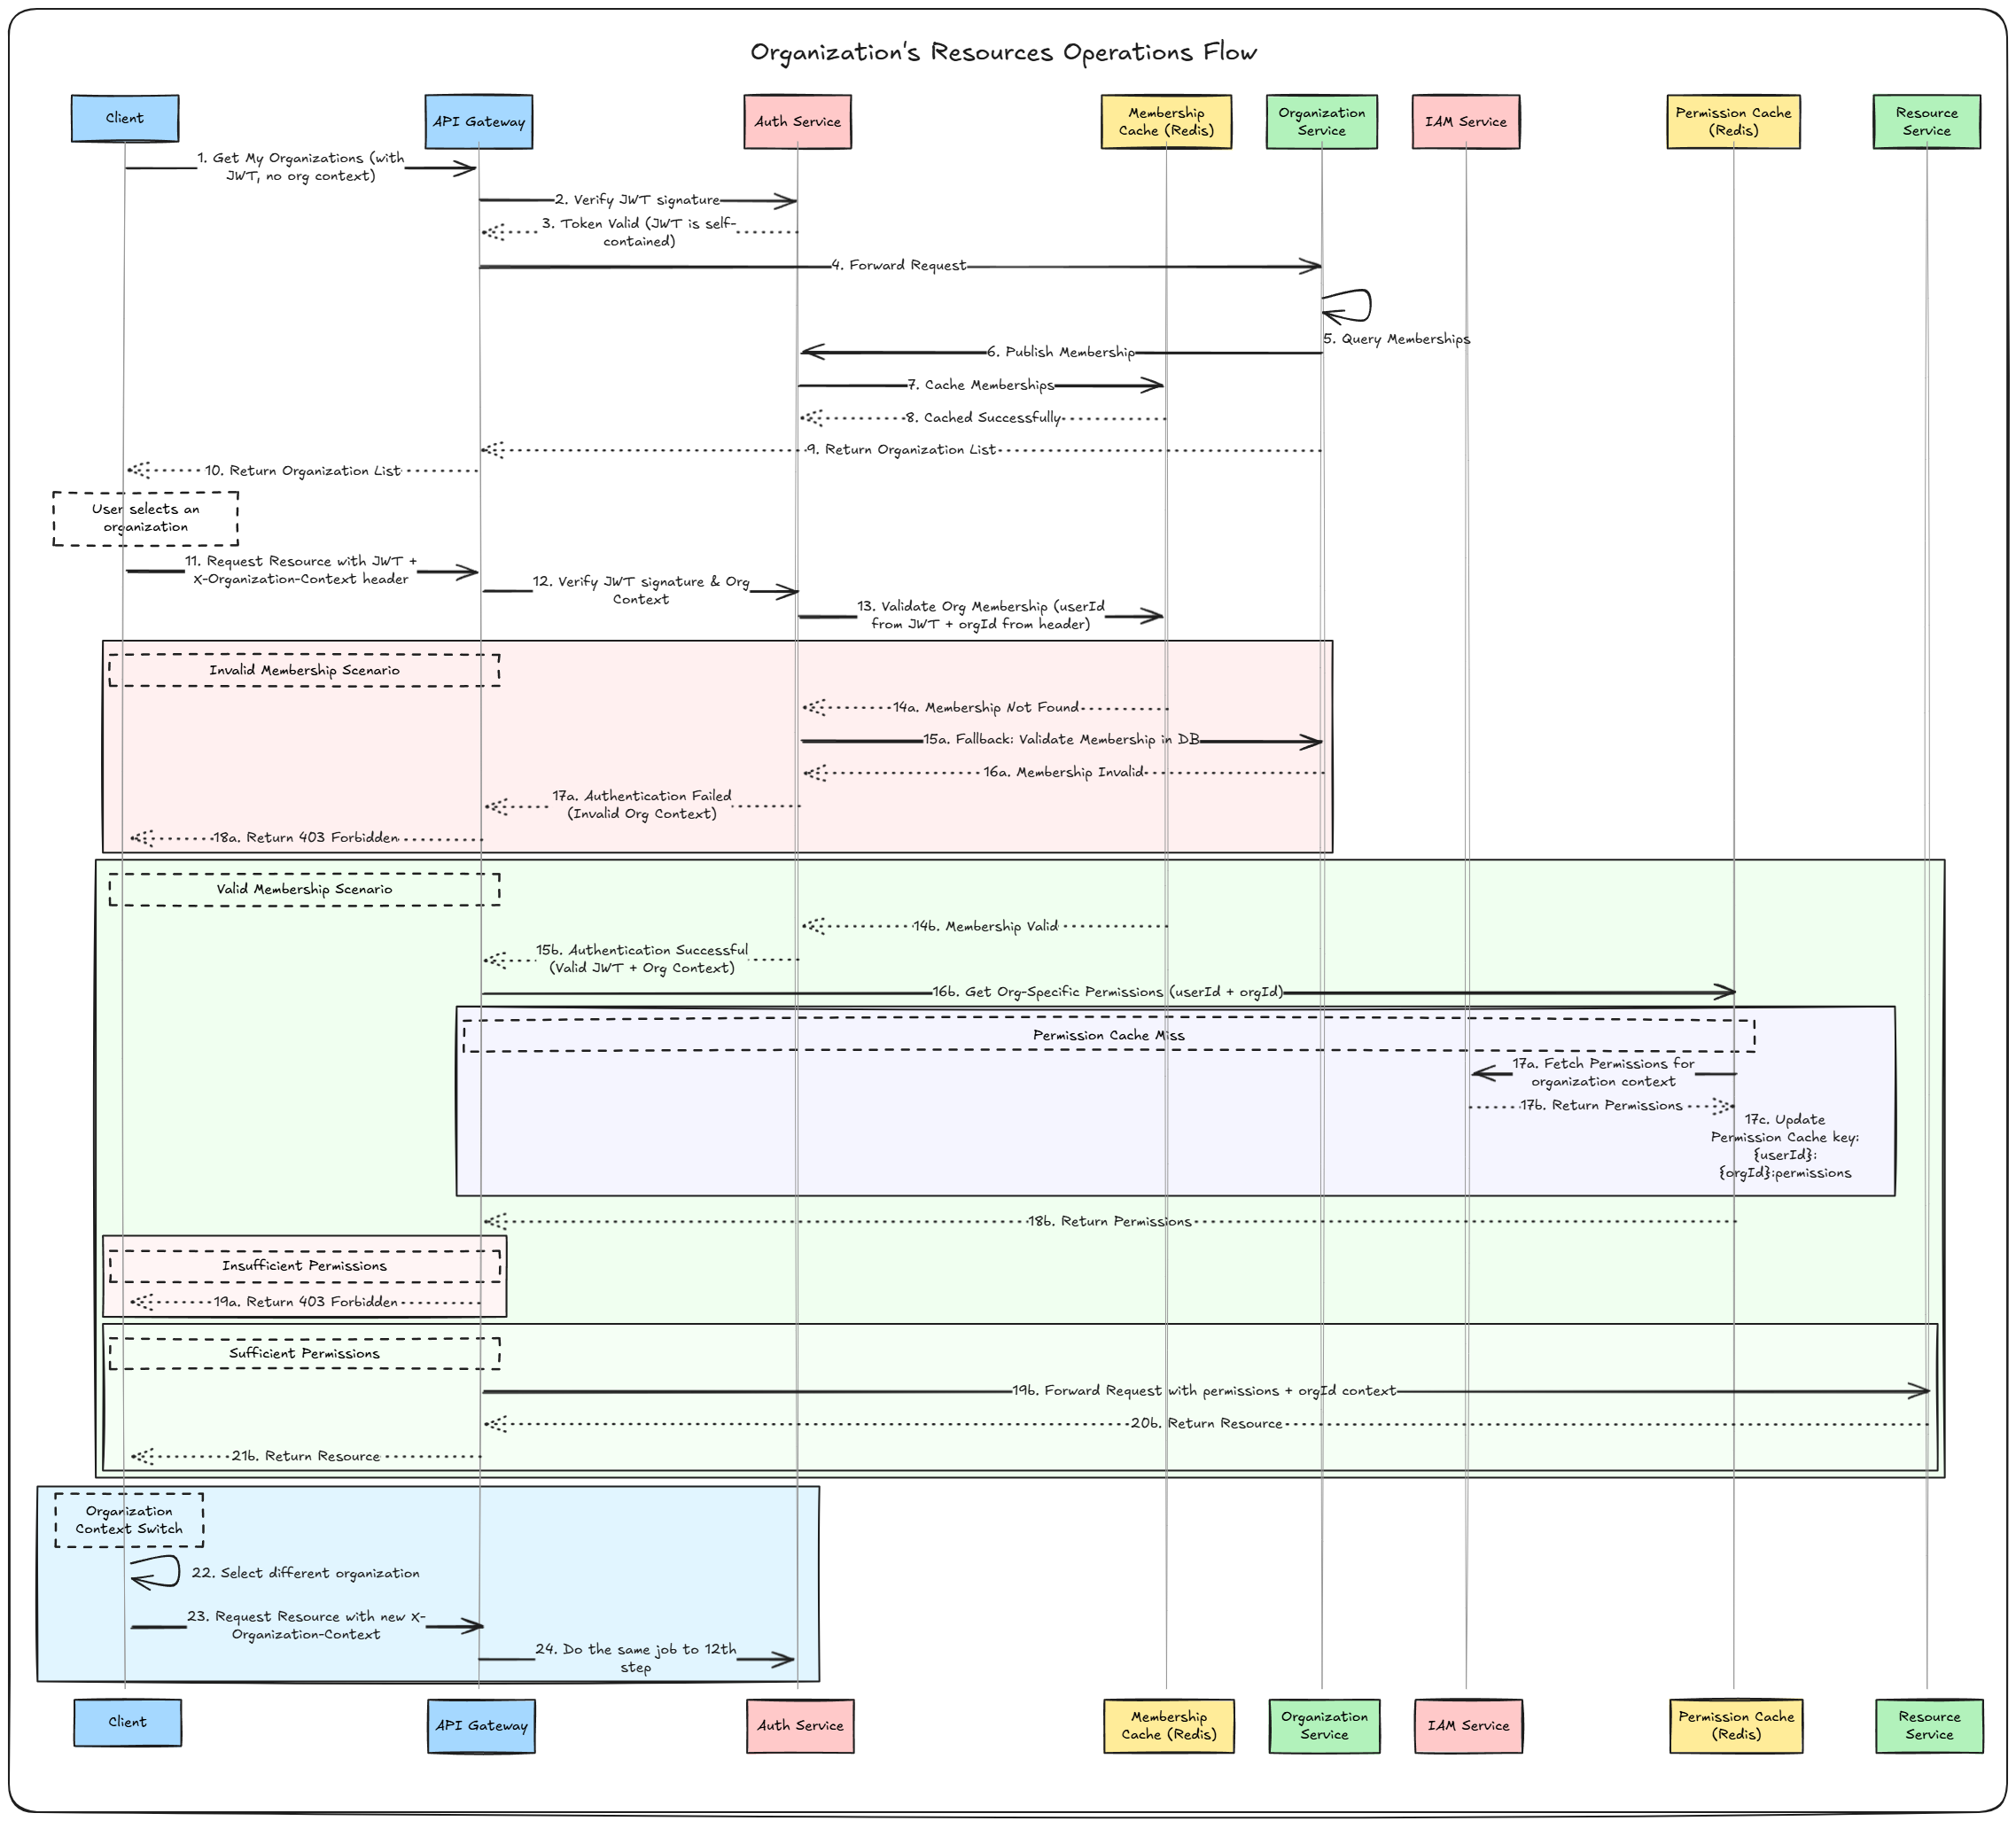 Organization's Resources Operations Flow
Client
API Gateway
Auth Service
Membership
Cache (Redis)
Organization
Service
IAM Service
Permission Cache
(Redis)
Resource
Service
1. Get My Organizations (with
JWT, no org context)
2. Verify JWT signature
3. Token Valid (JWT is self-
contained)
4. Forward Request
5. Query Memberships
6. Publish Membership
7. Cache Memberships
8. Cached Successfully
9. Return Organization List
10. Return Organization List
User selects an
organization
11. Request Resource with JWT +
X-Organization-Context header
12. Verify JWT signature & Org
Context
13. Validate Org Membership (userId
from JWT + orgId from header)
Invalid Membership Scenario
14a. Membership Not Found
15a. Fallback: Validate Membership in DB
16a. Membership Invalid
17a. Authentication Failed
(Invalid Org Context)
18a. Return 403 Forbidden
Valid Membership Scenario
14b. Membership Valid
15b. Authentication Successful
(Valid JWT + Org Context)
16b. Get Org-Specific Permissions (userId + orgId)
Permission Cache Miss
17a. Fetch Permissions for
organization context
17b. Return Permissions
17c. Update
Permission Cache key:
{userId}:
{orgId}:permissions
18b. Return Permissions
Insufficient Permissions
19a. Return 403 Forbidden
Sufficient Permissions
19b. Forward Request with permissions + orgId context
20b. Return Resource
21b. Return Resource
Organization
Context Switch
22. Select different organization
23. Request Resource with new X-
Organization-Context
24. Do the same job to 12th
step
Client
API Gateway
Auth Service
Membership
Cache (Redis)
Organization
Service
IAM Service
Permission Cache
(Redis)
Resource
Service